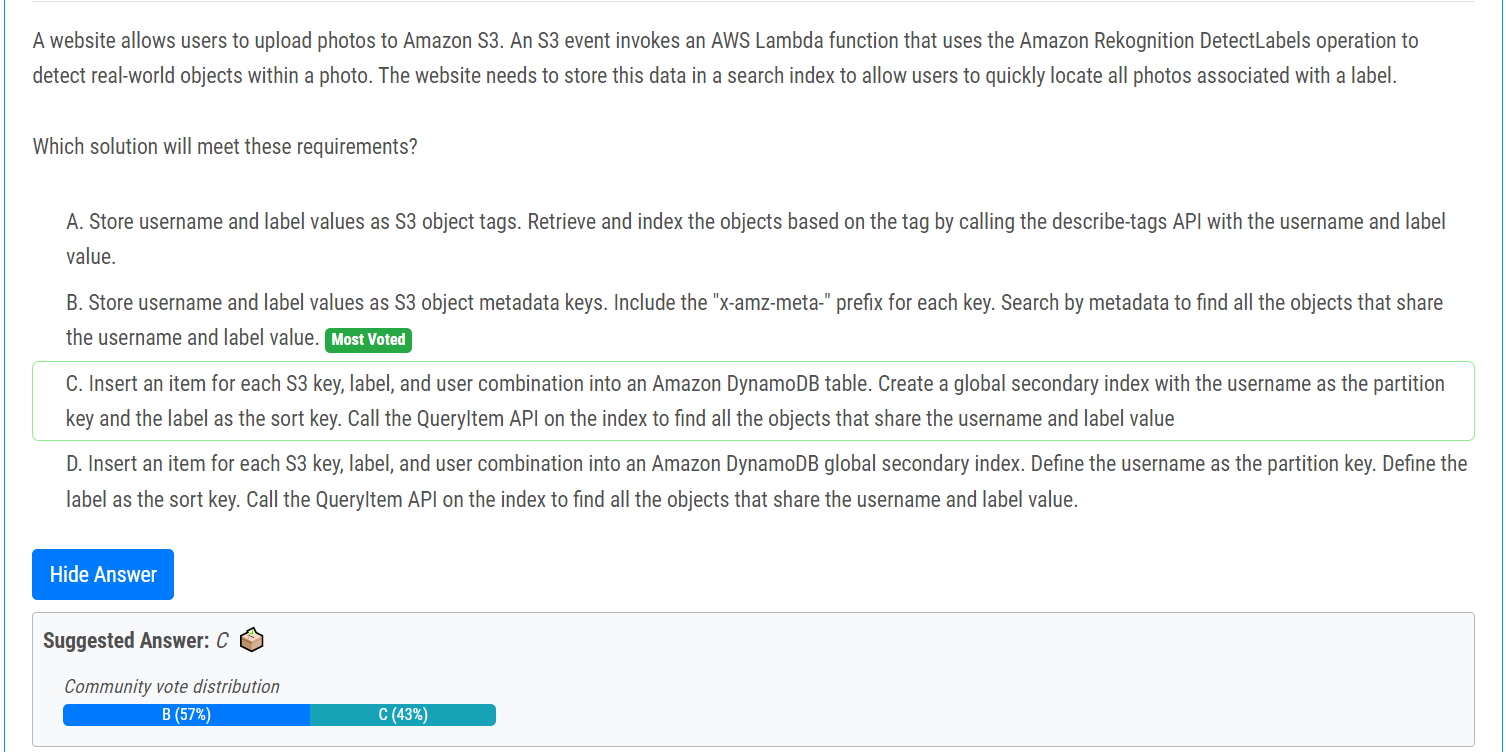 A website allows users to upload photos to Amazon S3. An S3 event invokes an AWS Lambda function that uses the Amazon Rekognition DetectLabels operation to
detect real-world objects within a photo. The website needs to store this data in a search index to allow users to quickly locate all photos associated with a label.
Which solution will meet these requirements?
A. Store username and label values as S3 object tags. Retrieve and index the objects based on the tag by calling the describe-tags API with the username and label
value.
B. Store username and label values as S3 object metadata keys. Include the "x-amz-meta-" prefix for each key. Search by metadata to find all the objects that share
the username and label value. Most Voted
C. Insert an item for each S3 key, label, and user combination into an Amazon DynamoDB table. Create a global secondary index with the username as the partition
key and the label as the sort key. Call the QueryItem API on the index to find all the objects that share the username and label value
D. Insert an item for each S3 key, label, and user combination into an Amazon DynamoDB global secondary index. Define the username as the partition key. Define the
label as the sort key. Call the QueryItem API on the index to find all the objects that share the username and label value.
Hide Answer
Suggested Answer: C
Community vote distribution
B (57%) C (43%)